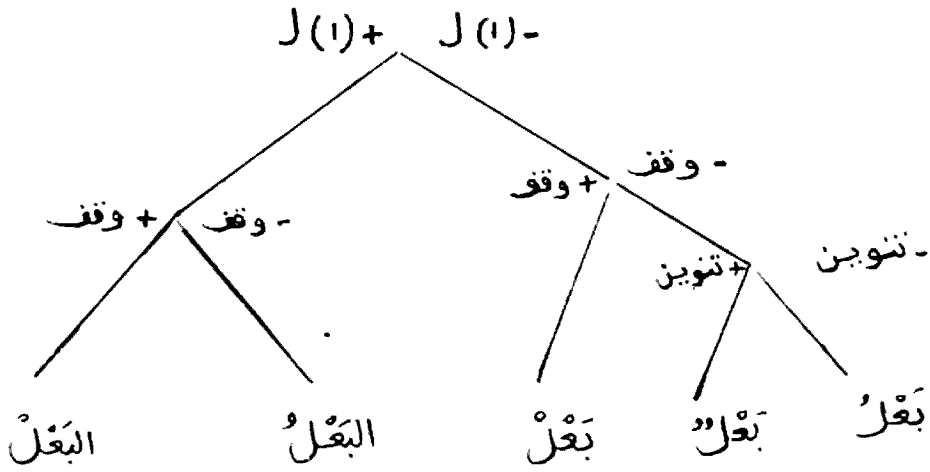 - (ا) ل + (ا) ل
- وقف + وقف
- وقف + وقف
- تنوين + تنوين
بَعْلُ بَعْلٌ بَعْلْ البَعْلُ البَعْلْ